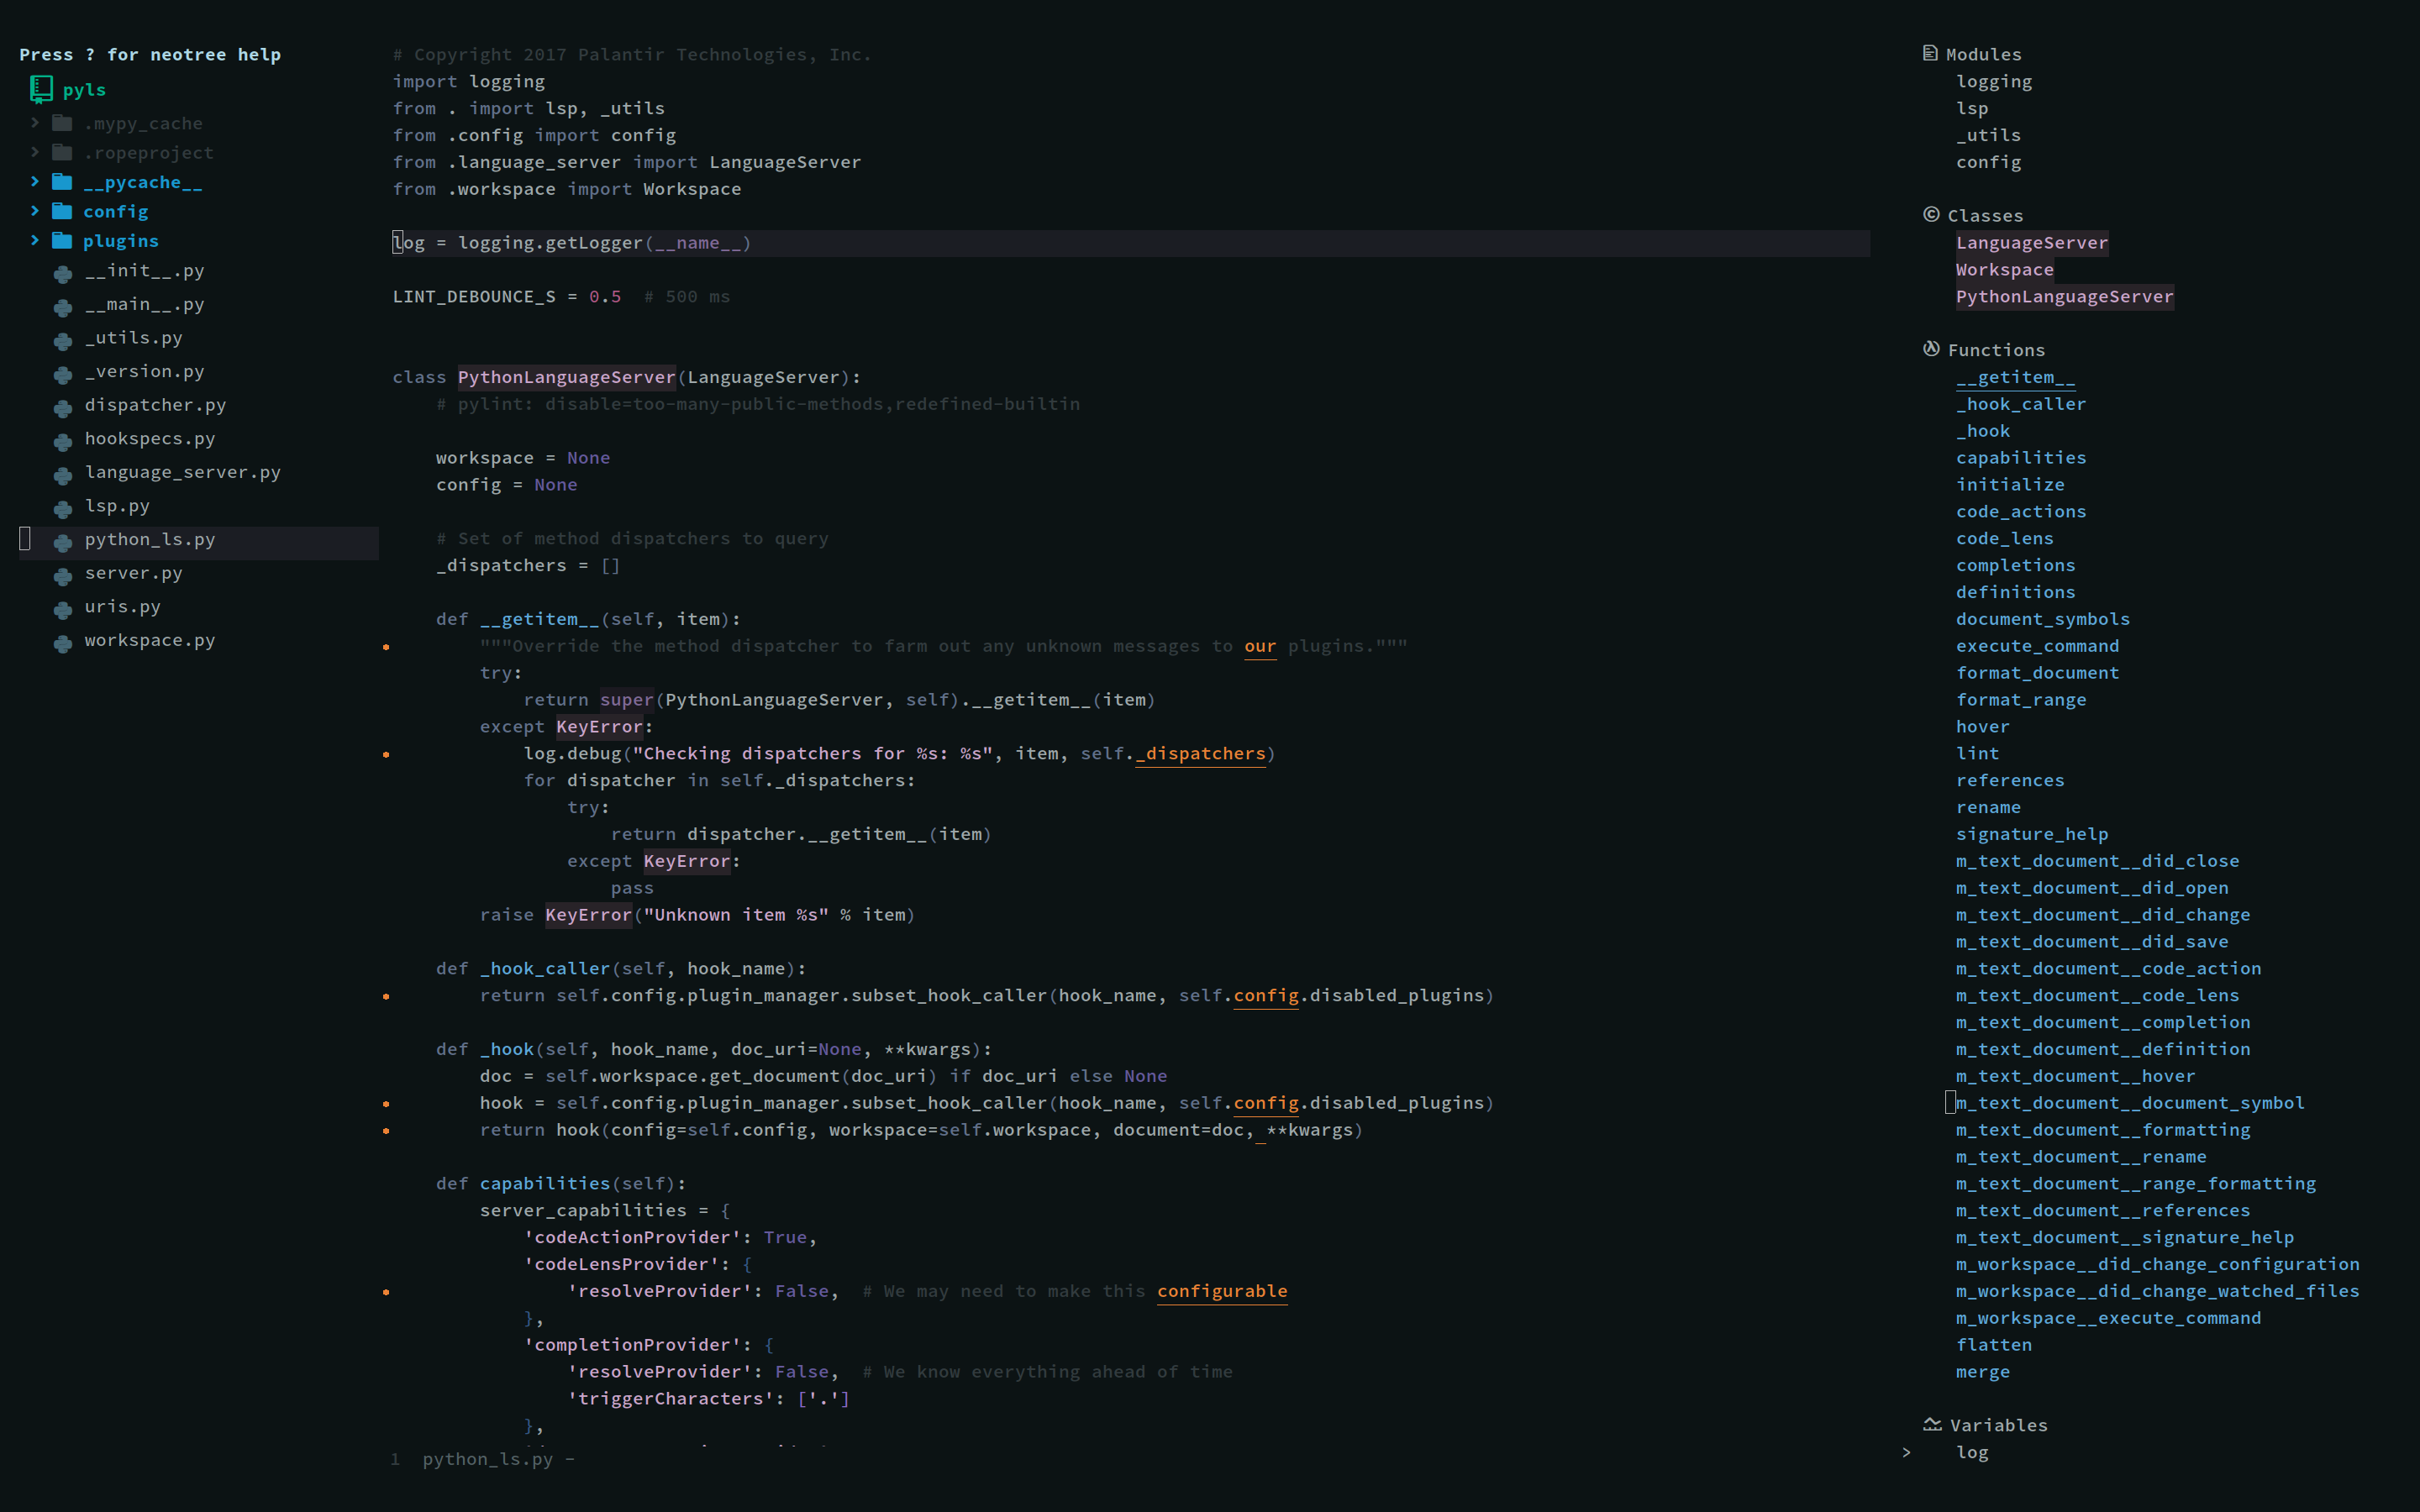 Press ? for neotree help
pyls
.mypy_cache
.ropeproject
__pycache__
config
plugins
__init__.py
__main__.py
_utils.py
_version.py
dispatcher.py
hookspecs.py
language_server.py
lsp.py
python_ls.py
server.py
uris.py
workspace.py
# Copyright 2017 Palantir Technologies, Inc.
import logging
from . import lsp, _utils
from .config import config
from .language_server import LanguageServer
from .workspace import Workspace
log = logging.getLogger(__name__)
LINT_DEBOUNCE_S = 0.5  # 500 ms
class PythonLanguageServer(LanguageServer):
    # pylint: disable=too-many-public-methods,redefined-builtin
    workspace = None
    config = None
    # Set of method dispatchers to query
    _dispatchers = []
    def __getitem__(self, item):
        """Override the method dispatcher to farm out any unknown messages to our plugins."""
        try:
            return super(PythonLanguageServer, self).__getitem__(item)
        except KeyError:
            log.debug("Checking dispatchers for %s: %s", item, self._dispatchers)
            for dispatcher in self._dispatchers:
                try:
                    return dispatcher.__getitem__(item)
                except KeyError:
                    pass
        raise KeyError("Unknown item %s" % item)
    def _hook_caller(self, hook_name):
        return self.config.plugin_manager.subset_hook_caller(hook_name, self.config.disabled_plugins)
    def _hook(self, hook_name, doc_uri=None, **kwargs):
        doc = self.workspace.get_document(doc_uri) if doc_uri else None
        hook = self.config.plugin_manager.subset_hook_caller(hook_name, self.config.disabled_plugins)
        return hook(config=self.config, workspace=self.workspace, document=doc, **kwargs)
    def capabilities(self):
        server_capabilities = {
            'codeActionProvider': True,
            'codeLensProvider': {
                'resolveProvider': False,  # We may need to make this configurable
            },
            'completionProvider': {
                'resolveProvider': False,  # We know everything ahead of time
                'triggerCharacters': ['.']
            },
1 python_ls.py -
Modules
logging
lsp
_utils
config
© Classes
LanguageServer
Workspace
PythonLanguageServer
Functions
__getitem__
_hook_caller
_hook
capabilities
initialize
code_actions
code_lens
completions
definitions
document_symbols
execute_command
format_document
format_range
hover
lint
references
rename
signature_help
m_text_document__did_close
m_text_document__did_open
m_text_document__did_change
m_text_document__did_save
m_text_document__code_action
m_text_document__code_lens
m_text_document__completion
m_text_document__definition
m_text_document__hover
m_text_document__document_symbol
m_text_document__formatting
m_text_document__rename
m_text_document__range_formatting
m_text_document__references
m_text_document__signature_help
m_workspace__did_change_configuration
m_workspace__did_change_watched_files
m_workspace__execute_command
flatten
merge
Variables
> log